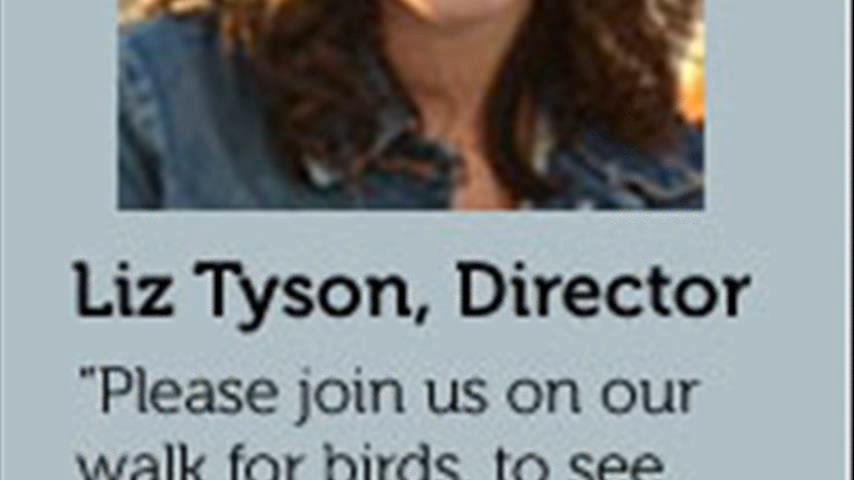 Liz Tyson, Director
"Please join us on our
walk for birds, to see